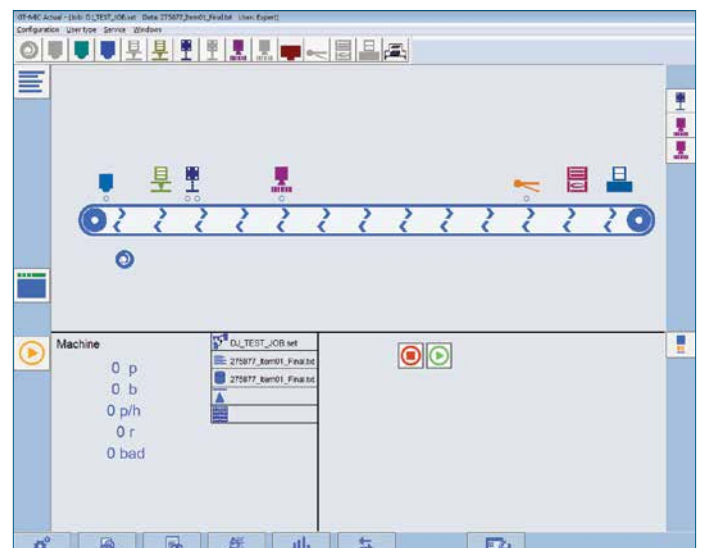 GT-MEC Actual - [Job: DJ_TEST_JOB.set Data: 275877_Item01_Final.txt User: Expert]
Configuration User type Service Windows
Machine
0 p
0 b
0 p/h
0 r
0 bad
DJ_TEST_JOB.set
275877_Item01_Final.txt
275877_Item01_Final.txt